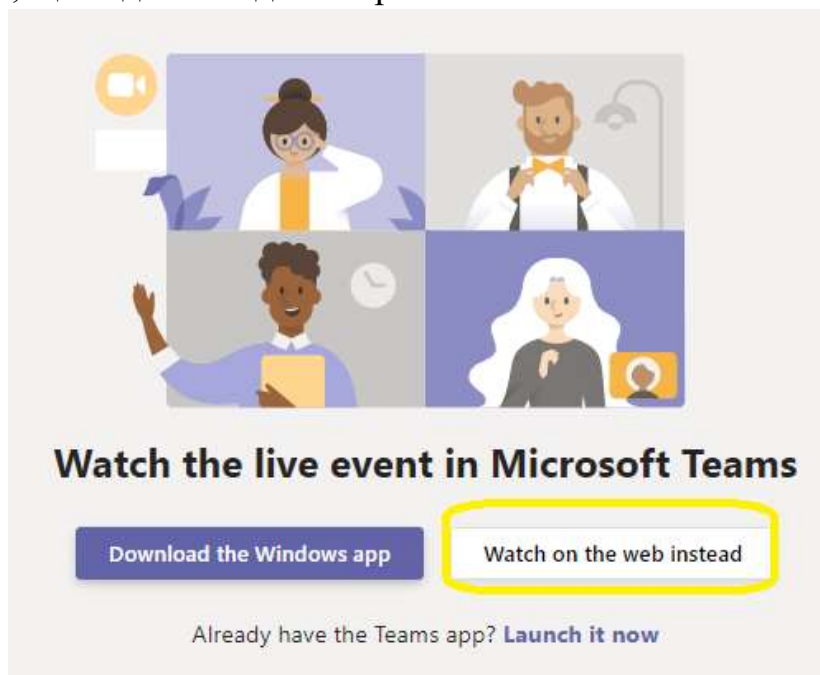 Watch the live event in Microsoft Teams
Download the Windows app
Watch on the web instead
Already have the Teams app? Launch it now